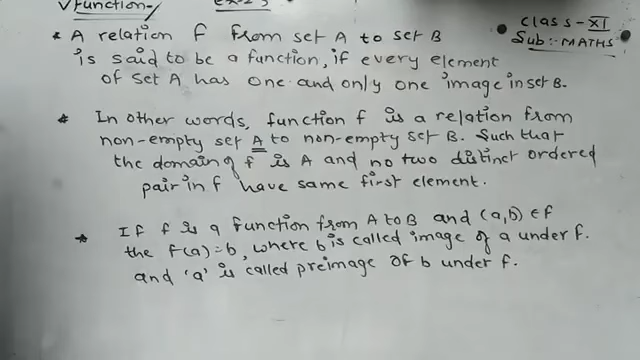 Function
Ex-2.3
Class-XI
Sub:-MATHS
* A relation f from set A to set B
is said to be a function, if every element
of set A has one and only one image in set B.
* In other words, function f is a relation from
non-empty set A to non-empty set B. Such that
the domain of f is A and no two distinct ordered
pair in f have same first element.
* If f is a function from A to B and (a,b) ∈ f
the f(a)=b, where b is called image of a under f.
and 'a' is called preimage of b under f.